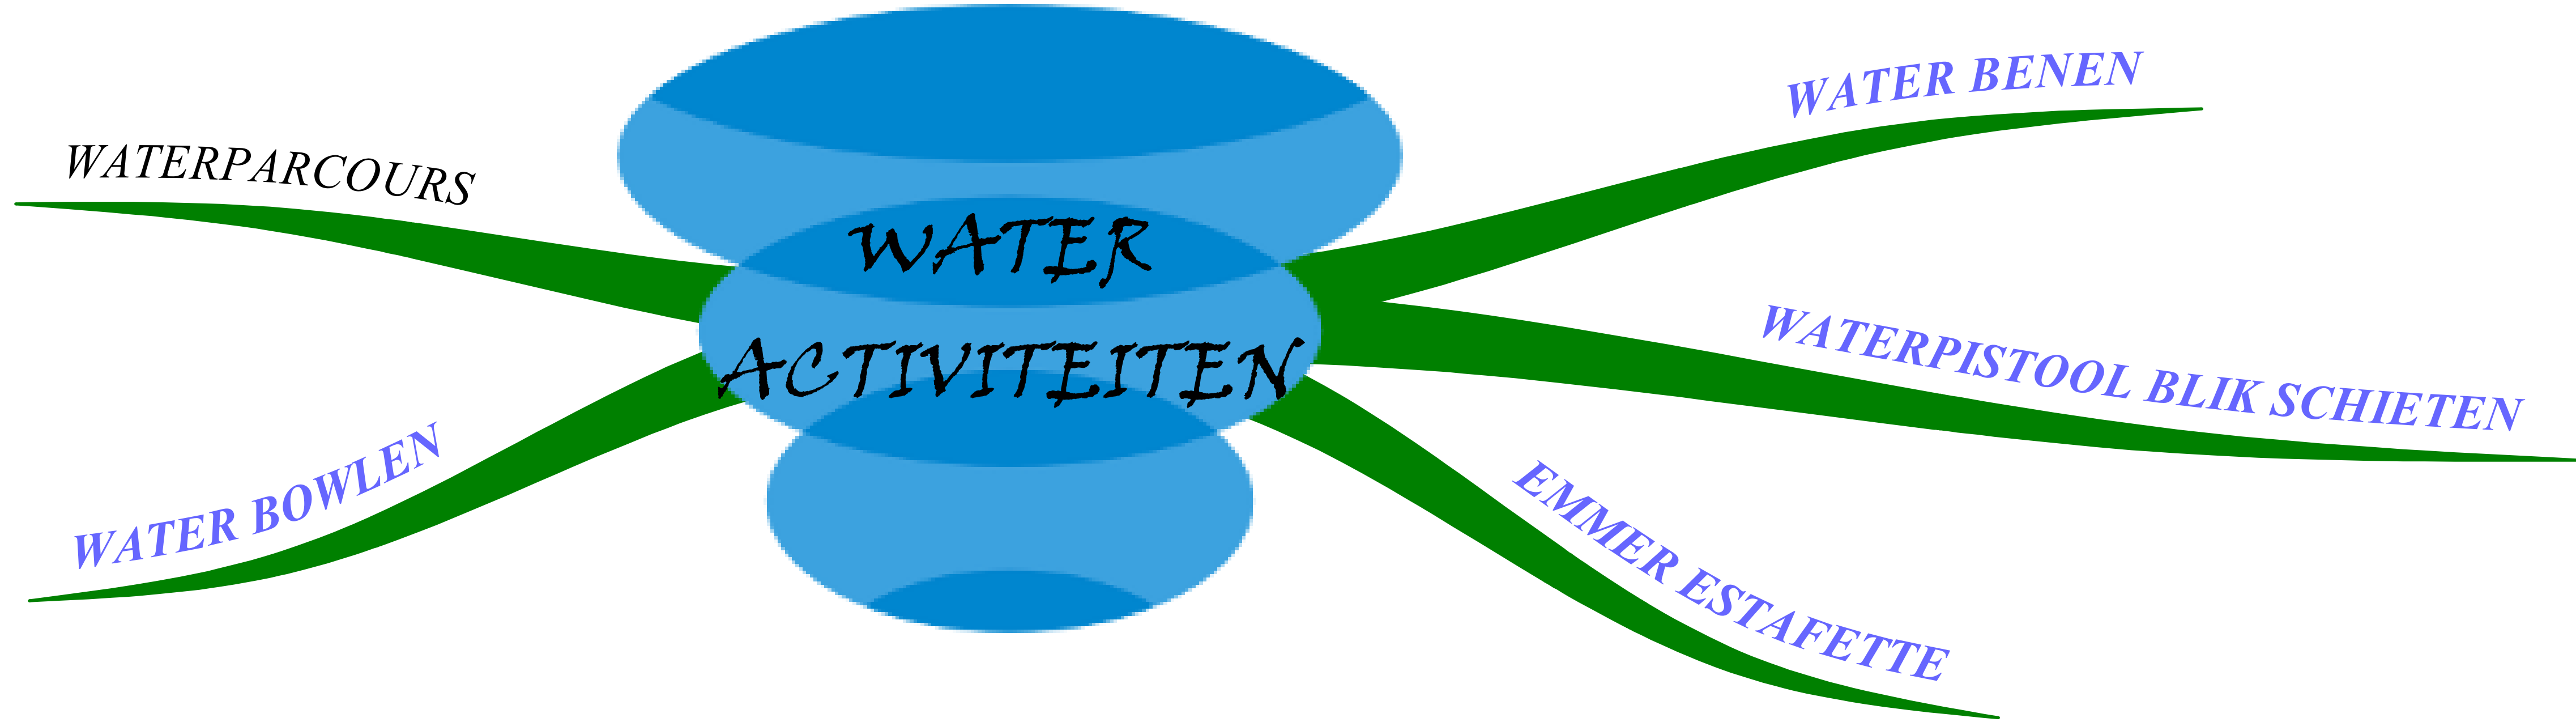 WATERPARCOURS
WATER BOWLEN
WATER
ACTIVITEITEN
WATER BENEN
WATERPISTOOL BLIK SCHIETEN
EMMER ESTAFETTE